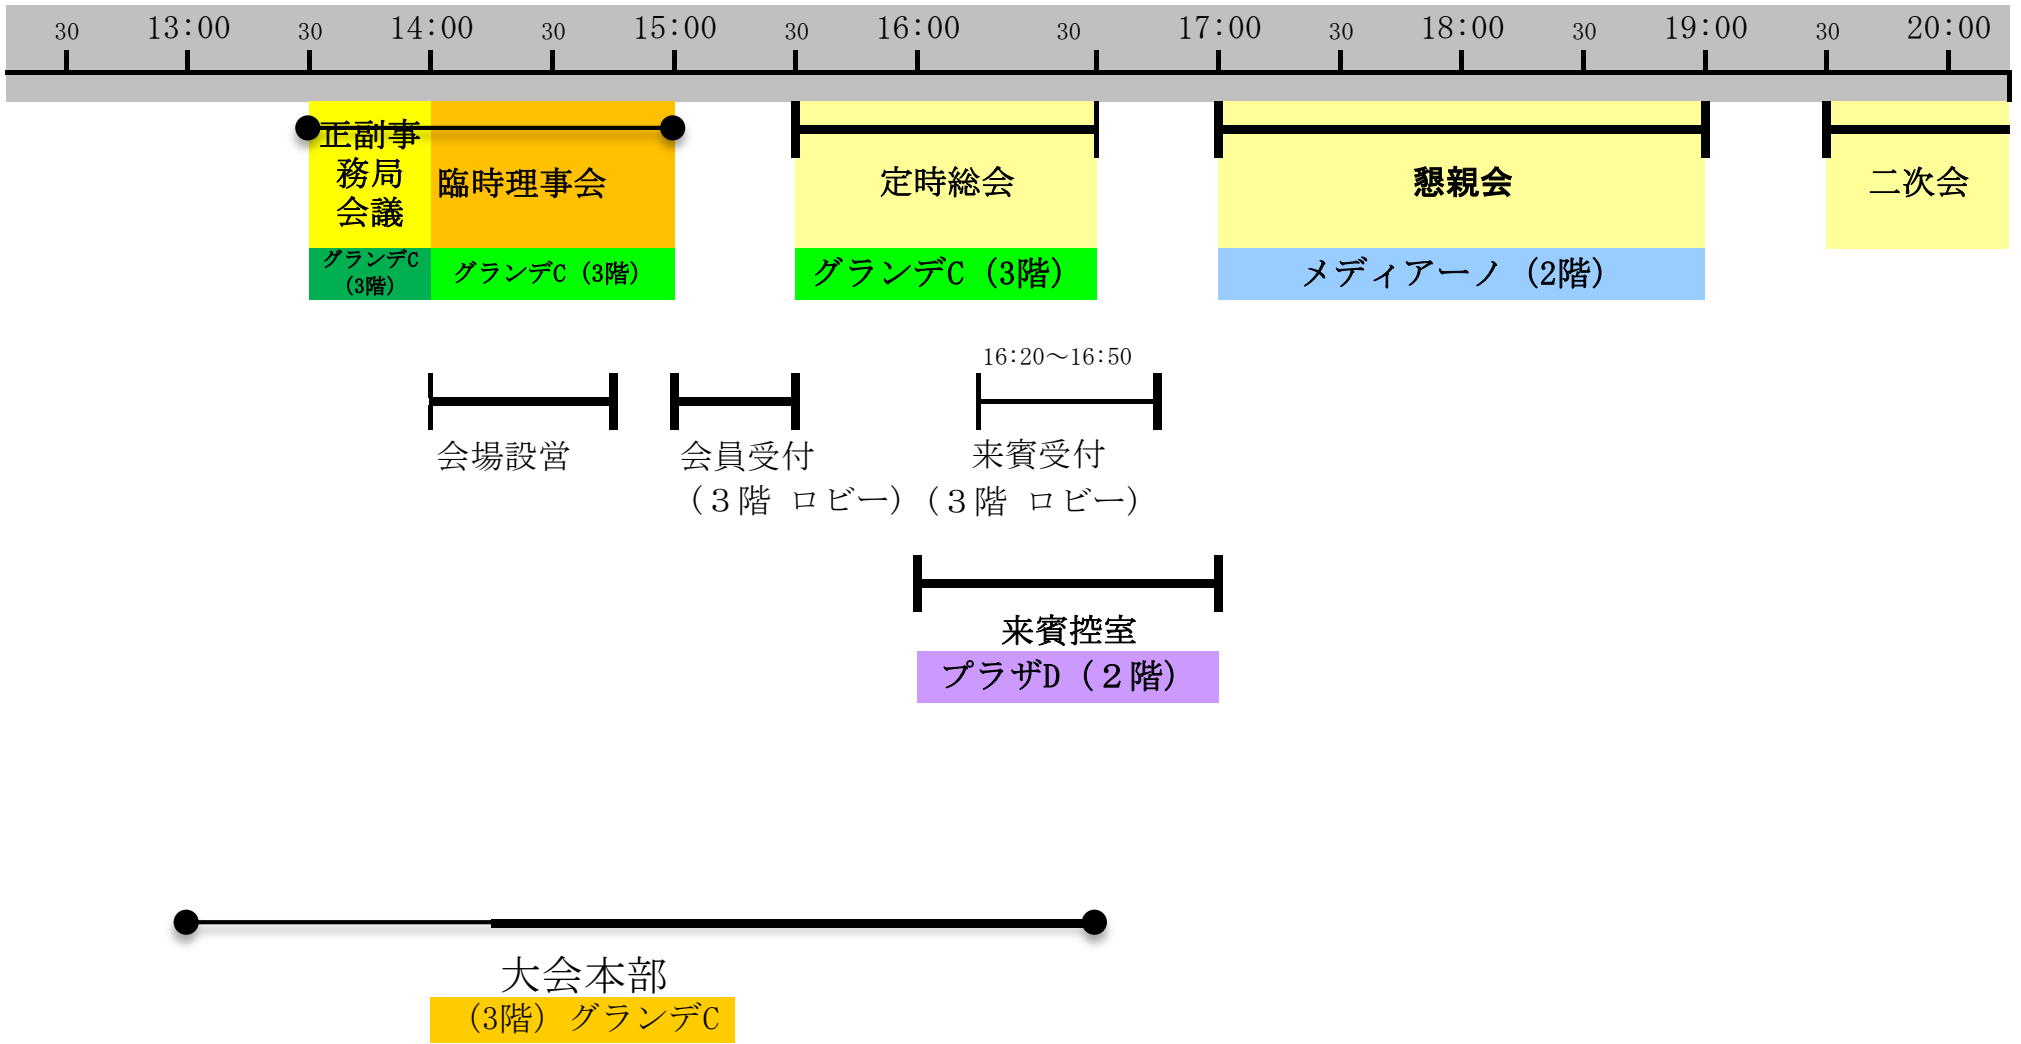 30 13:00 30 14:00 30 15:00 30 16:00 30 17:00 30 18:00 30 19:00 30 20:00
正副事
務局
会議
臨時理事会
定時総会
懇親会
二次会
グランデC
(3階)
グランデC (3階)
グランデC (3階)
メディアーノ (2階)
16:20～16:50
会場設営
会員受付
(３階 ロビー)
来賓受付
(３階 ロビー)
来賓控室
プラザD (２階)
大会本部
(3階) グランデC